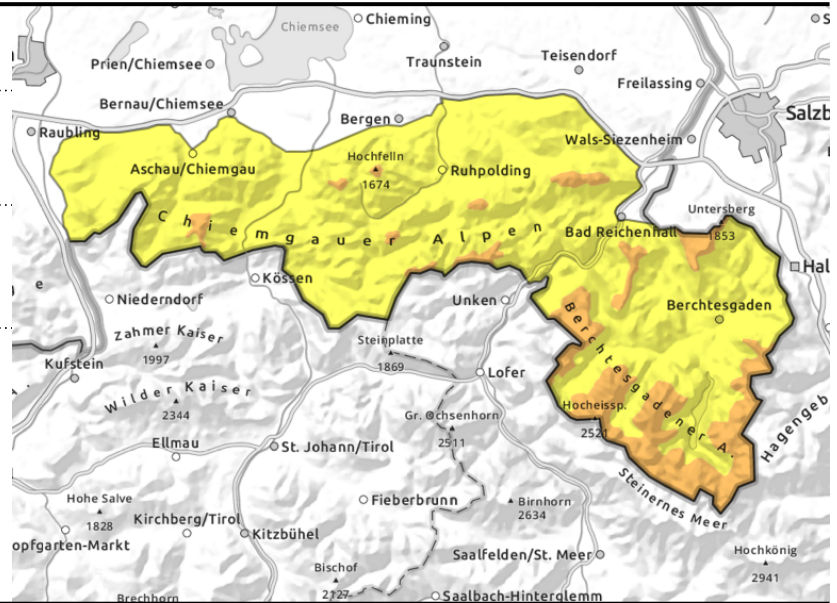 Chiemsee
Chieming
S
Prien/Chiemsee
Traunstein
Teisendorf
Freilassing
Bernau/Chiemsee
Bergen
Salzb
Raubling
Wals-Siezenheim
Aschau/Chiemgau
Hochfelln
1674
Ruhpolding
Chiemgauer Alpen
Untersberg
1853
Bad Reichenhall
Hal
Kössen
e
Niederndorf
Unken
Berchtesgaden
Zahmer Kaiser
1997
Steinplatte
1869
Berchtesgadener A.
Kufstein
Lofer
Wilder Kaiser
2344
Hocheissp.
2521
Hagengeb
Gr. Ochsenhorn
2511
Ellmau
St. Johann/Tirol
Steinernes Meer
Hohe Salve
1828
Fieberbrunn
Birnhorn
2634
Kirchberg/Tirol
Kitzbühel
opfgarten-Markt
Saalfelden/St. Meer
Hochkönig
2941
Bischof
2127
Brechhorn
Saalbach-Hinterglemm